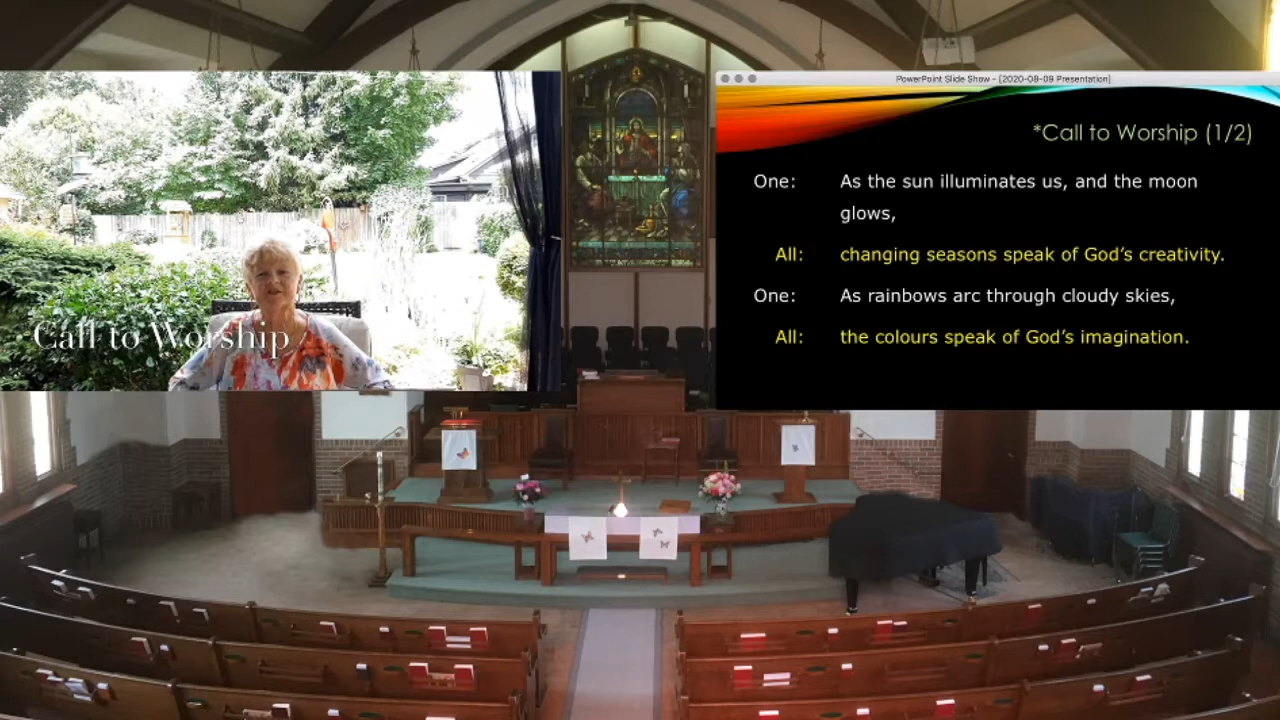 Call to Worship
PowerPoint Slide Show - [2020-08-09 Presentation]
*Call to Worship (1/2)
One: As the sun illuminates us, and the moon
glows,
All: changing seasons speak of God's creativity.
One: As rainbows arc through cloudy skies,
All: the colours speak of God's imagination.